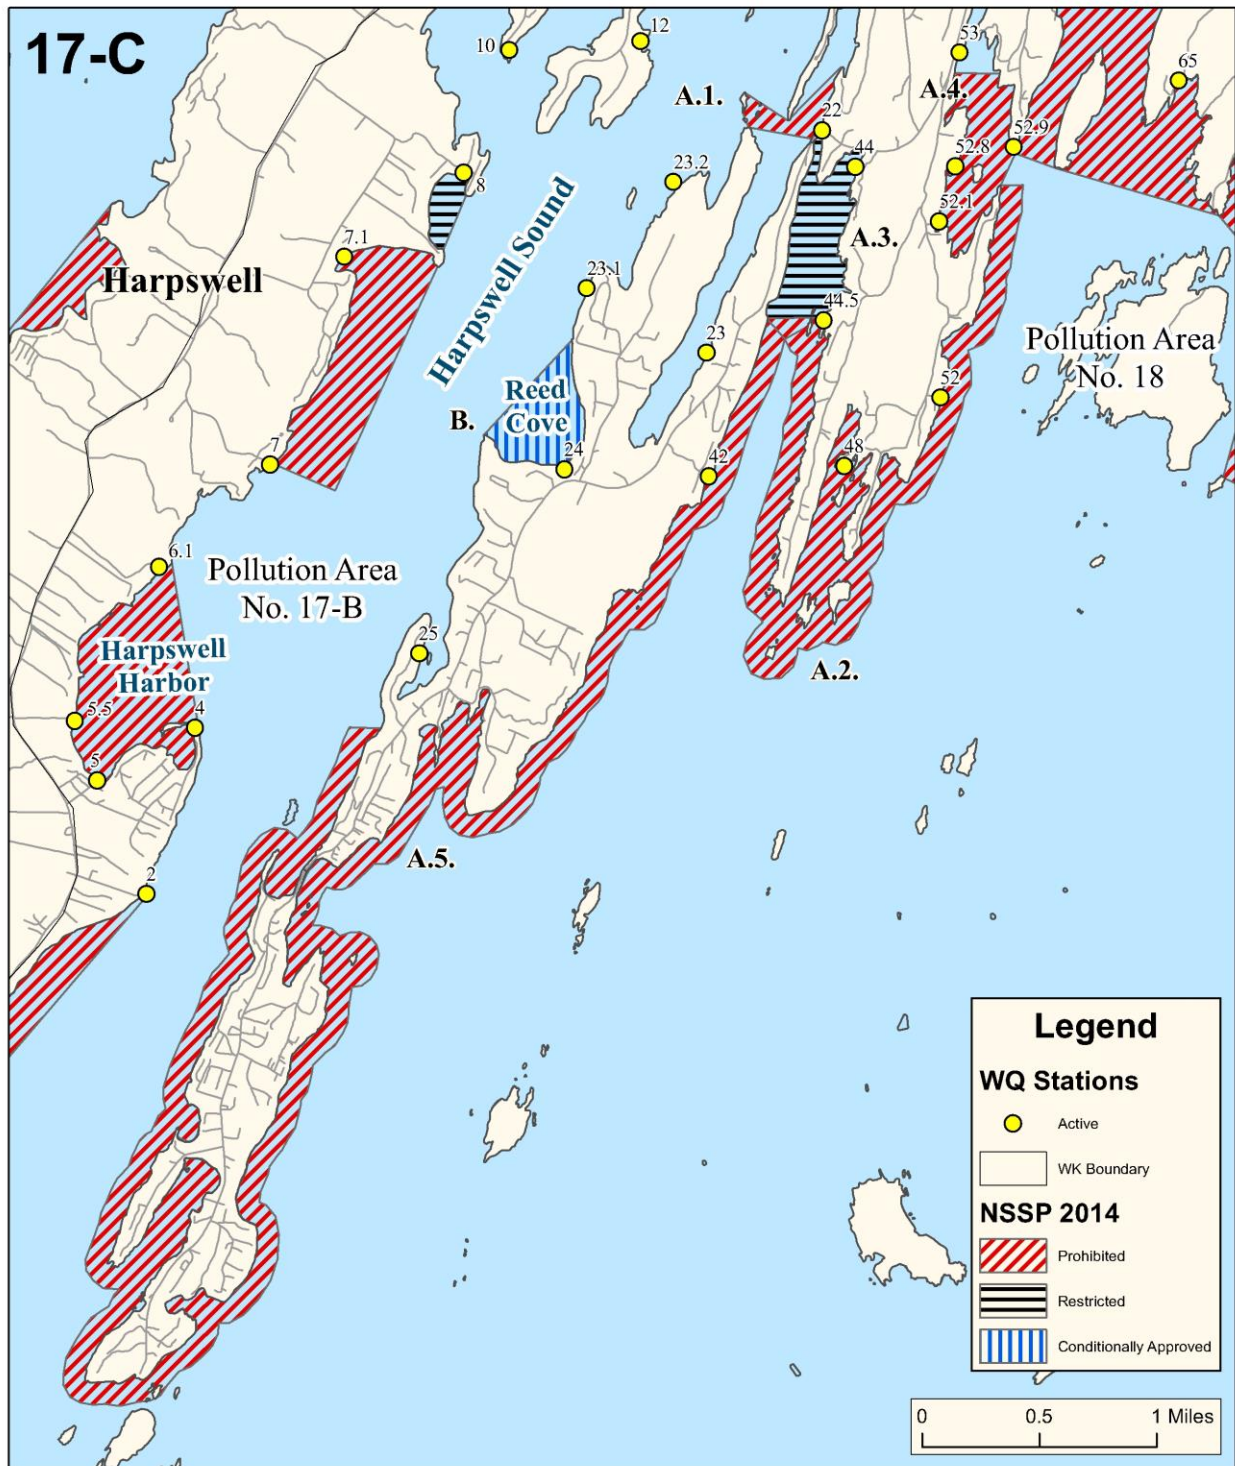 17-C
10
12
53
65
A.1.
A.4.
22
52.9
44
52.8
23.2
8
52.1
Harpswell Sound
A.3.
7.1
Harpswell
23.1
44.5
23
Pollution Area
No. 18
52
Reed
Cove
B.
24
7
48
42
6.1
Pollution Area
No. 17-B
25
Harpswell
Harbor
A.2.
5.5
4
5
A.5.
2
Legend
WQ Stations
Active
WK Boundary
NSSP 2014
Prohibited
Restricted
Conditionally Approved
0 0.5 1 Miles